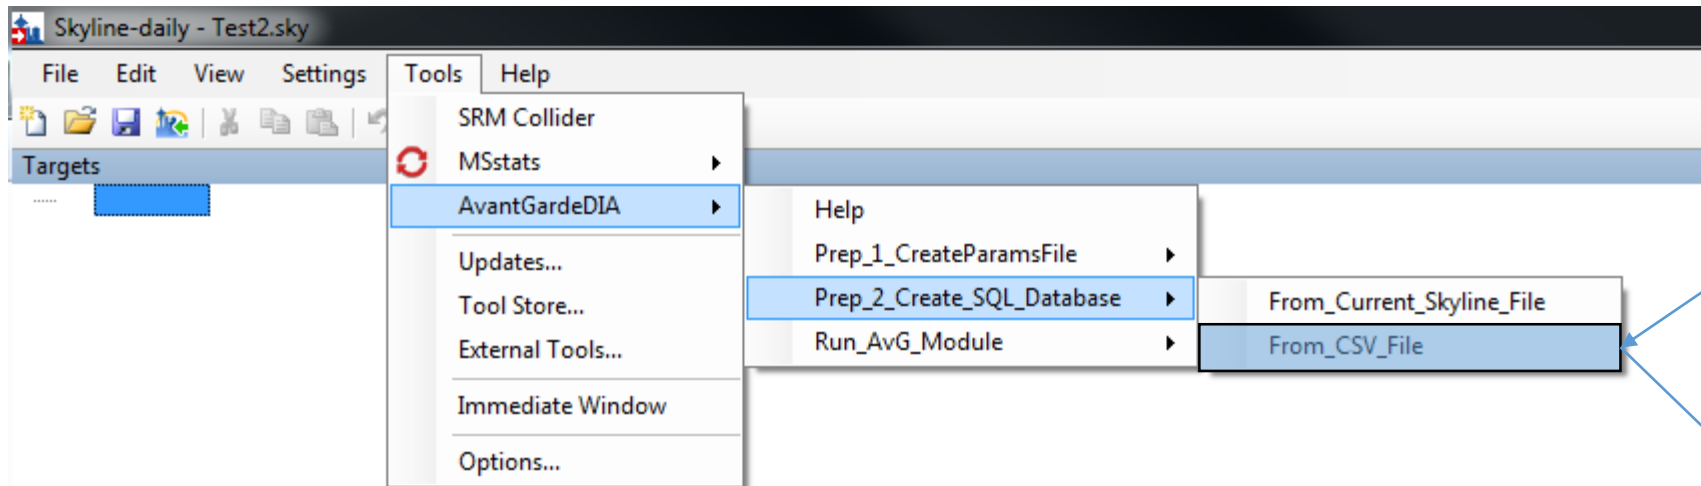 Skyline-daily - Test2.sky
File Edit View Settings Tools Help
Targets
SRM Collider
MSstats
AvantGardeDIA
Updates...
Tool Store...
External Tools...
Immediate Window
Options...
Help
Prep_1_CreateParamsFile
Prep_2_Create_SQL_Database
Run_AvG_Module
From_Current_Skyline_File
From_CSV_File